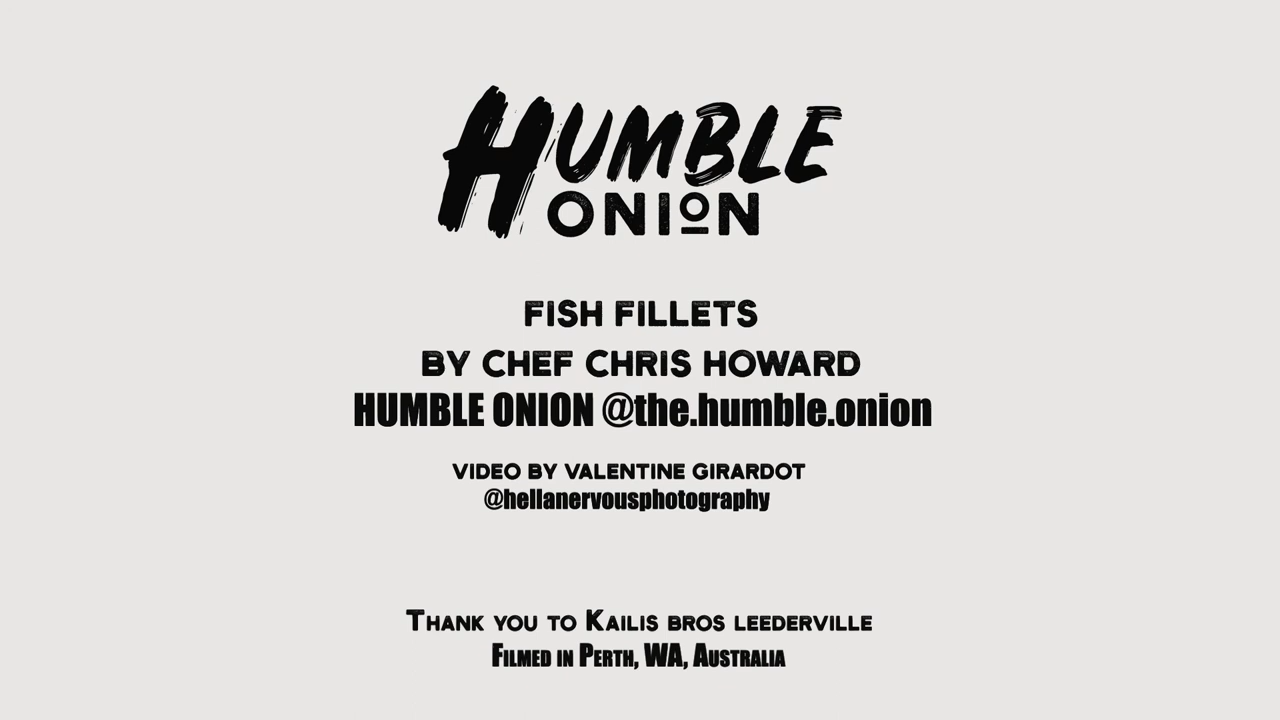 HUMBLE
ONION
FISH FILLETS
BY CHEF CHRIS HOWARD
HUMBLE ONION @the.humble.onion
VIDEO BY VALENTINE GIRARDOT
@hellanervousphotography
THANK YOU TO KAILIS BROS LEEDERVILLE
FILMED IN PERTH, WA, AUSTRALIA